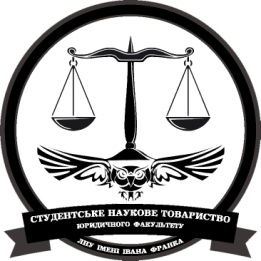 СТУДЕНТСЬКЕ НАУКОВЕ ТОВАРИСТВО
ЮРИДИЧНОГО ФАКУЛЬТЕТУ
ЛНУ ІМЕНІ ІВАНА ФРАНКА